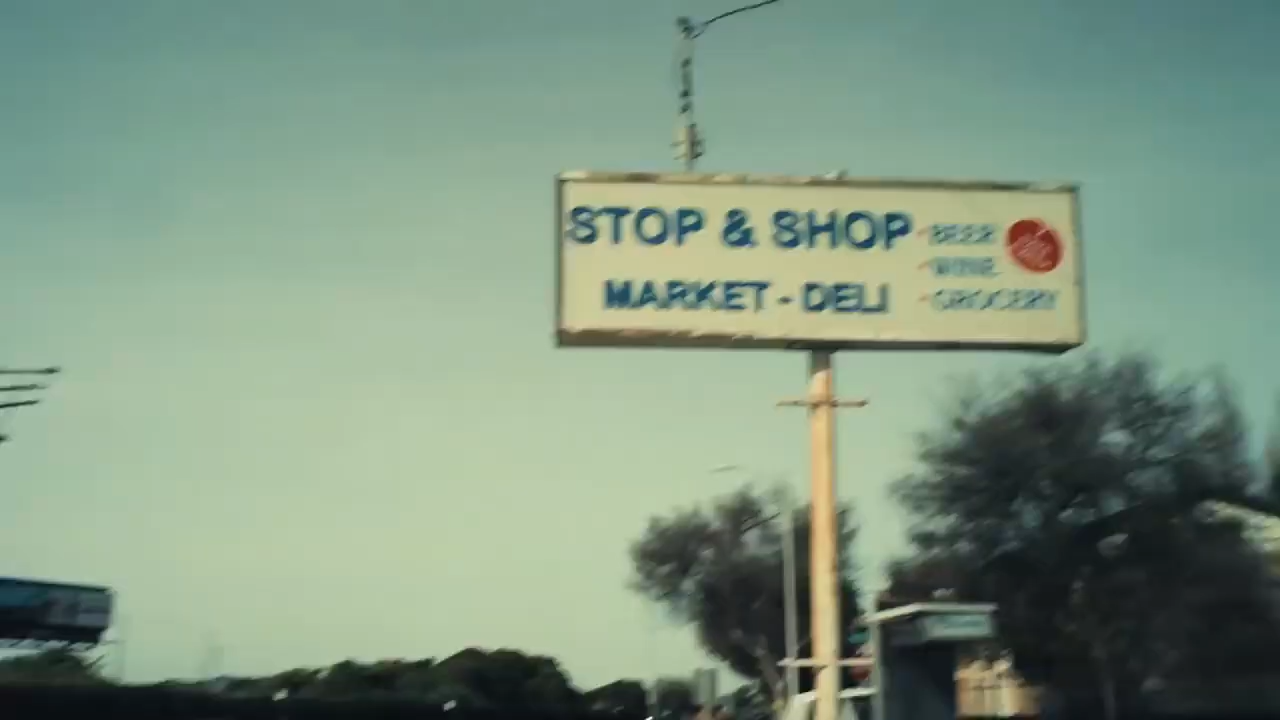 STOP & SHOP
MARKET - DELI
- BEER
- WINE
- GROCERY